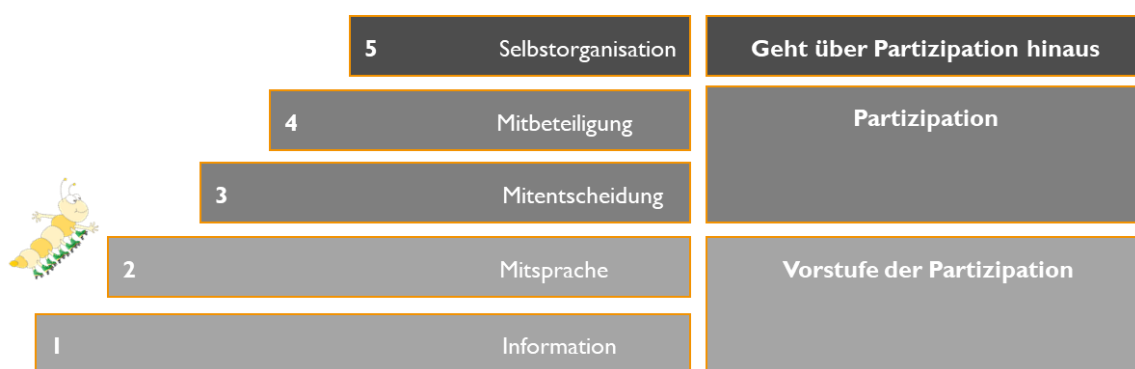 5 Selbstorganisation Geht über Partizipation hinaus
4 Mitbeteiligung Partizipation
3 Mitentscheidung
2 Mitsprache Vorstufe der Partizipation
1 Information